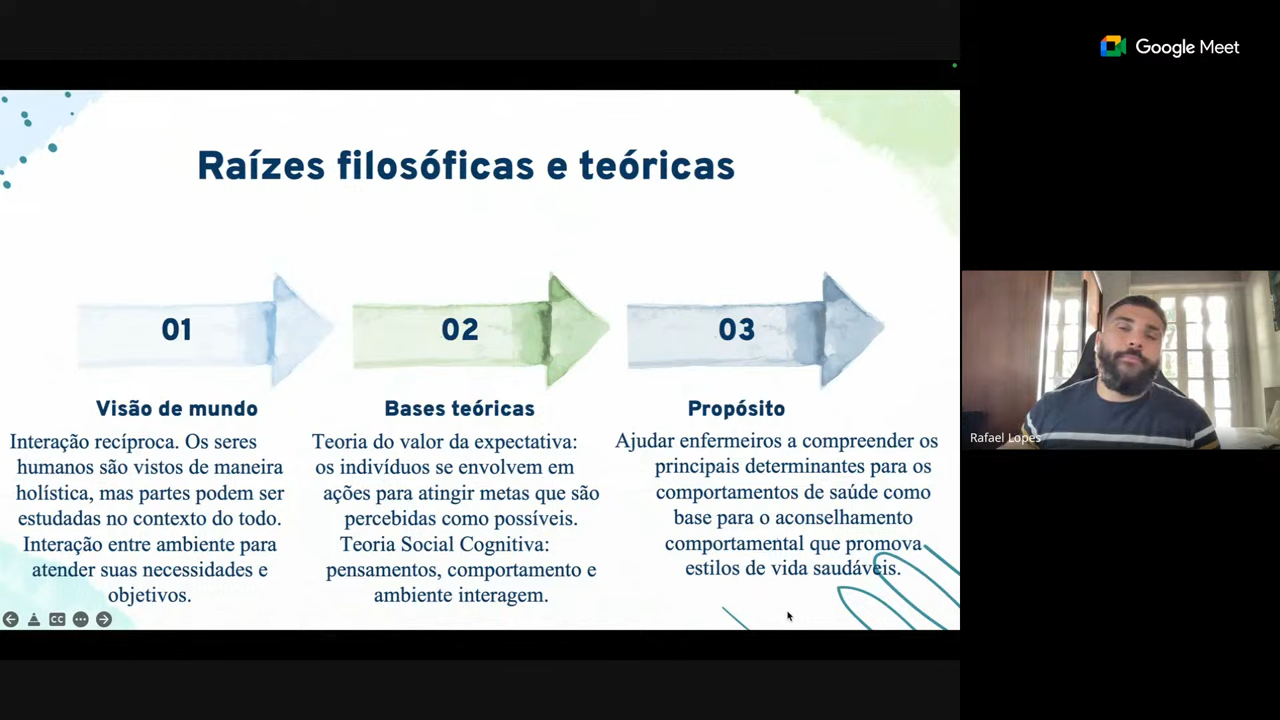 Google Meet
Raízes filosóficas e teóricas
01
02
03
Visão de mundo
Interação recíproca. Os seres
humanos são vistos de maneira
holística, mas partes podem ser
estudadas no contexto do todo.
Interação entre ambiente para
atender suas necessidades e
objetivos.
Bases teóricas
Teoria do valor da expectativa:
os indivíduos se envolvem em
ações para atingir metas que são
percebidas como possíveis.
Teoria Social Cognitiva:
pensamentos, comportamento e
ambiente interagem.
Propósito
Ajudar enfermeiros a compreender os
principais determinantes para os
comportamentos de saúde como
base para o aconselhamento
comportamental que promova
estilos de vida saudáveis.
CC
Rafael Lopes